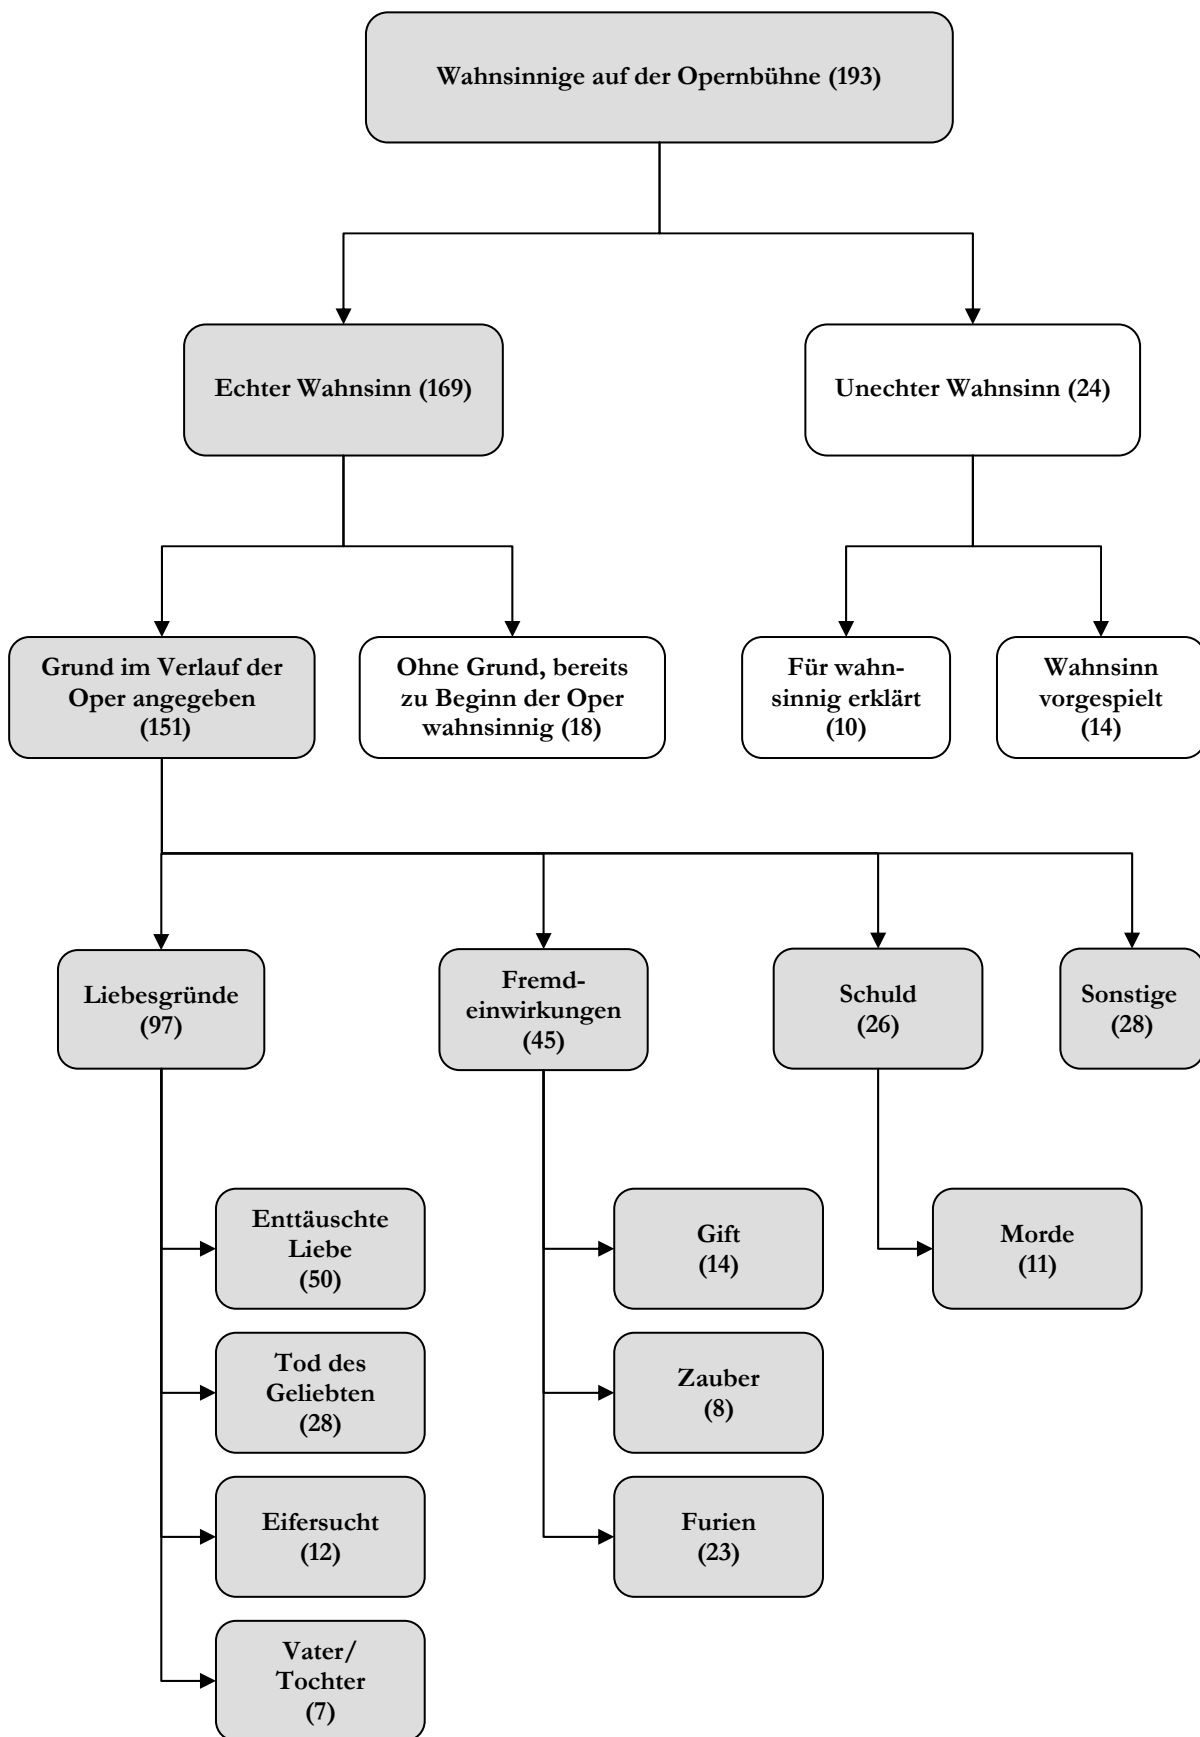 Wahnsinnige auf der Opernbühne (193)
Echter Wahnsinn (169)
Unechter Wahnsinn (24)
Grund im Verlauf der
Oper angegeben
(151)
Ohne Grund, bereits
zu Beginn der Oper
wahnsinnig (18)
Für wahn-
sinnig erklärt
(10)
Wahnsinn
vorgespielt
(14)
Liebesgründe
(97)
Fremd-
einwirkungen
(45)
Schuld
(26)
Sonstige
(28)
Enttäuschte
Liebe
(50)
Gift
(14)
Morde
(11)
Tod des
Geliebten
(28)
Zauber
(8)
Eifersucht
(12)
Furien
(23)
Vater/
Tochter
(7)